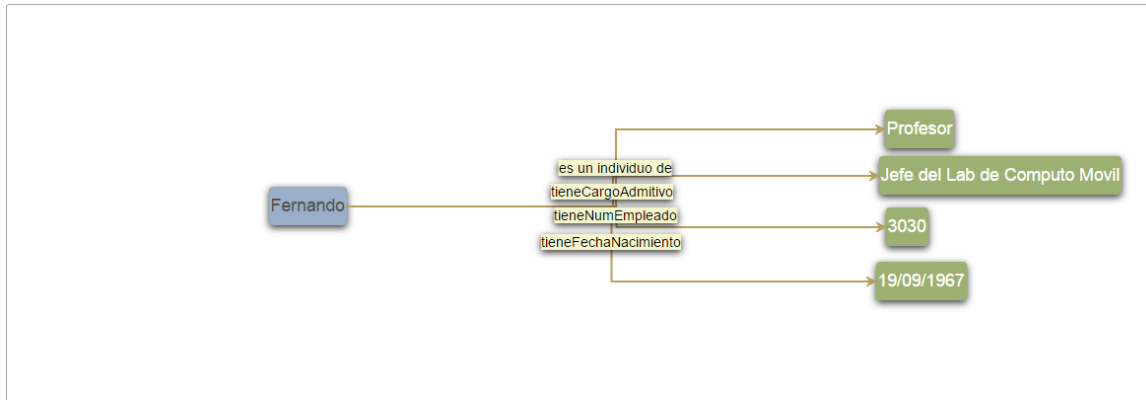 Fernando
es un individuo de
tieneCargoAdmitivo
tieneNumEmpleado
tieneFechaNacimiento
Profesor
Jefe del Lab de Computo Movil
3030
19/09/1967